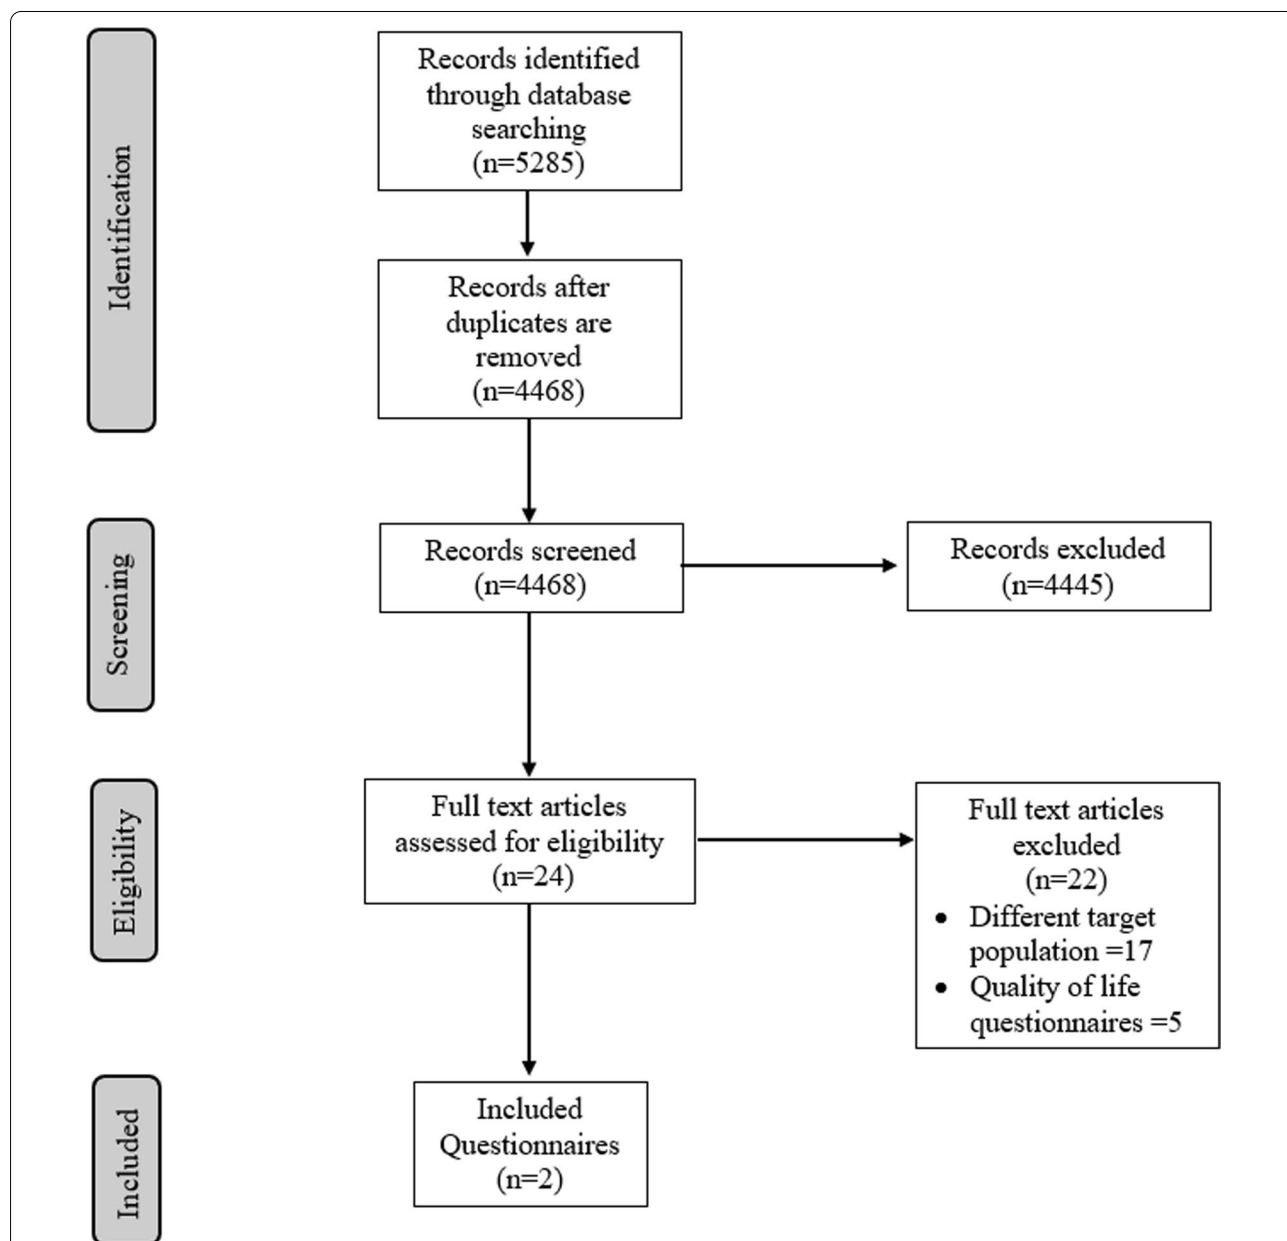 Identification
Records identified
through database
searching
(n=5285)
Records after
duplicates are
removed
(n=4468)
Screening
Records screened
(n=4468)
Records excluded
(n=4445)
Eligibility
Full text articles
assessed for eligibility
(n=24)
Full text articles
excluded
(n=22)
• Different target
population =17
• Quality of life
questionnaires =5
Included
Included
Questionnaires
(n=2)